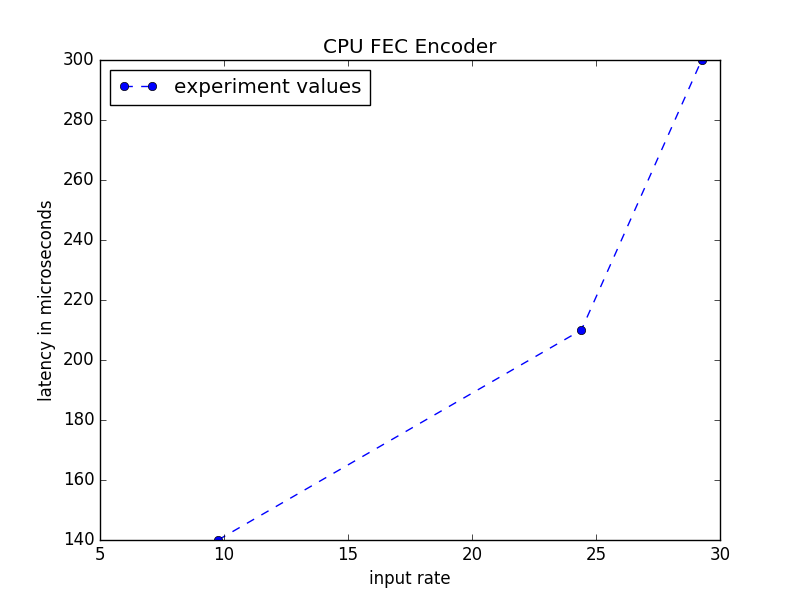 CPU FEC Encoder
experiment values
300
280
260
240
220
200
180
160
140
latency in microseconds
5 10 15 20 25 30
input rate